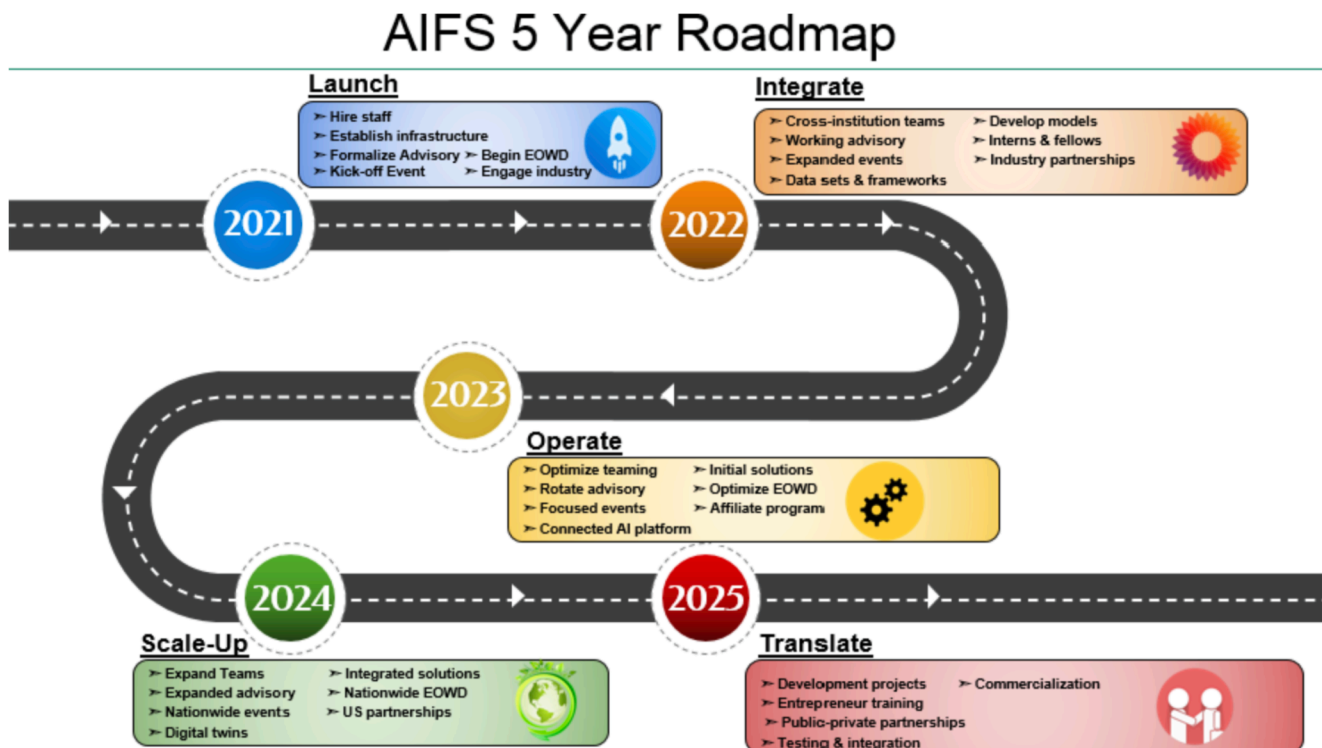 AIFS 5 Year Roadmap
Launch
➢ Hire staff
➢ Establish infrastructure
➢ Formalize Advisory ➢ Begin EOWD
➢ Kick-off Event ➢ Engage industry
Integrate
➢ Cross-institution teams ➢ Develop models
➢ Working advisory ➢ Interns & fellows
➢ Expanded events ➢ Industry partnerships
➢ Data sets & frameworks
2021
2022
2023
Operate
➢ Optimize teaming ➢ Initial solutions
➢ Rotate advisory ➢ Optimize EOWD
➢ Focused events ➢ Affiliate program
➢ Connected AI platform
2024
2025
Scale-Up
➢ Expand Teams ➢ Integrated solutions
➢ Expanded advisory ➢ Nationwide EOWD
➢ Nationwide events ➢ US partnerships
➢ Digital twins
Translate
➢ Development projects ➢ Commercialization
➢ Entrepreneur training
➢ Public-private partnerships
➢ Testing & integration